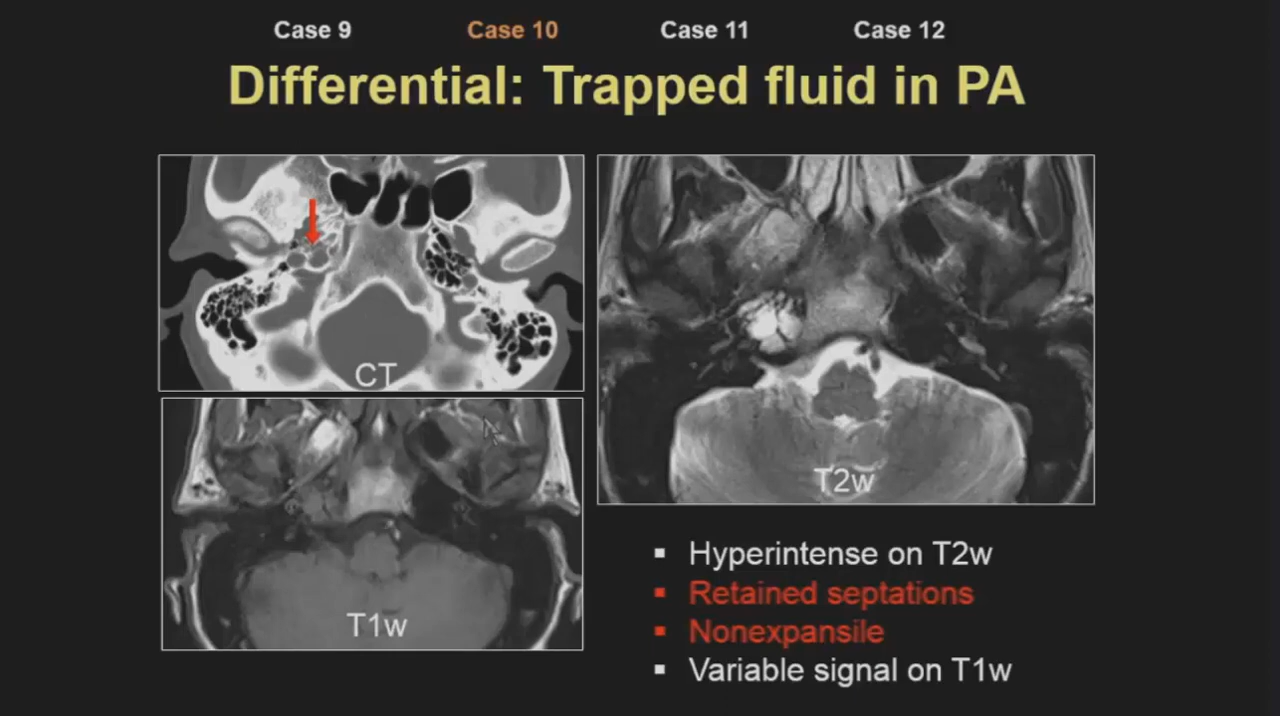 Case 9 Case 10 Case 11 Case 12
Differential: Trapped fluid in PA
CT
T1w
T2w
▪ Hyperintense on T2w
▪ Retained septations
▪ Nonexpansile
▪ Variable signal on T1w